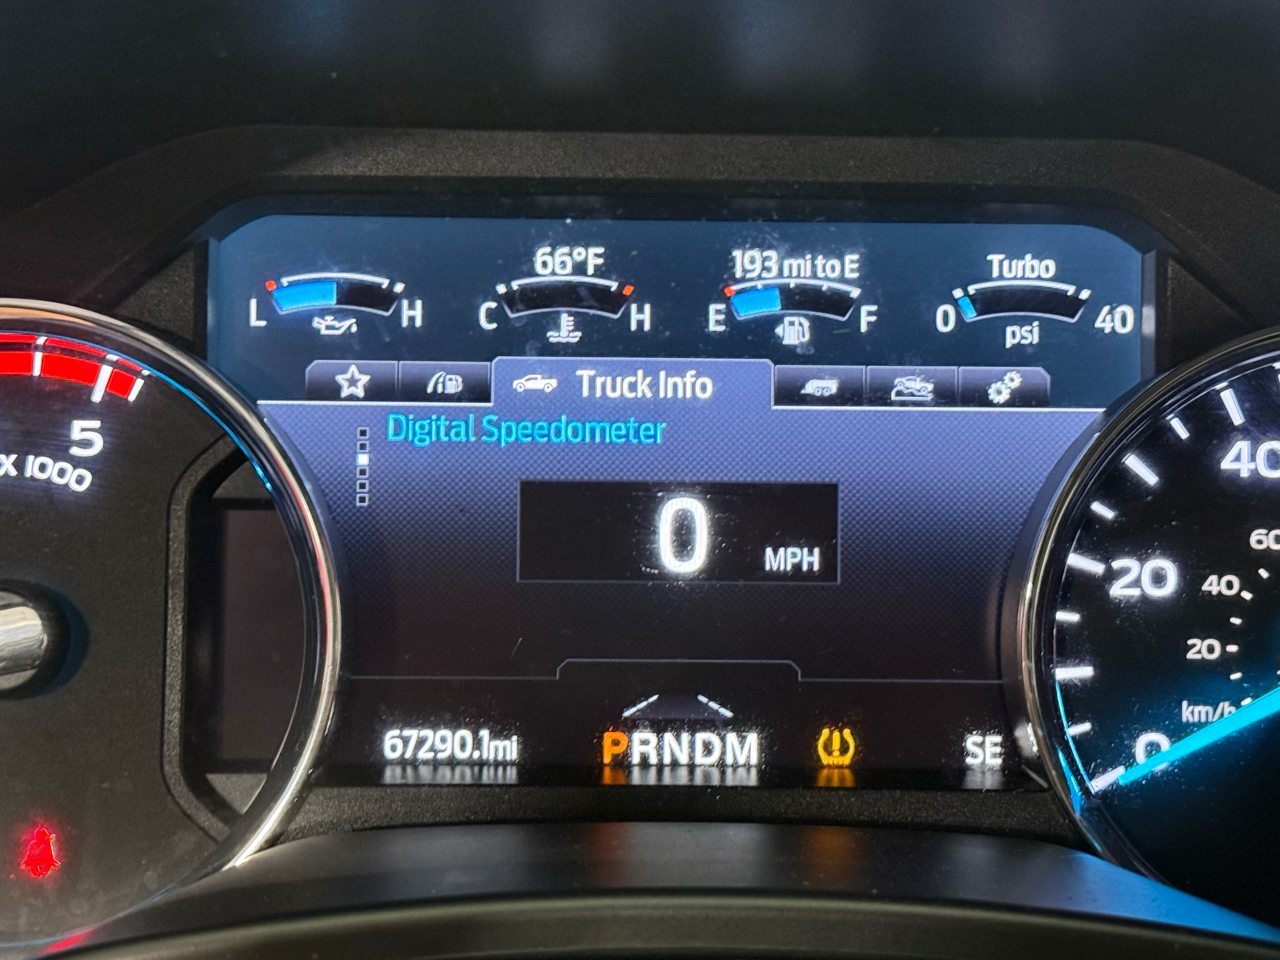 66°F
193 mi to E
Turbo
L H
C H
E F
0 40
psi
Truck Info
Digital Speedometer
5
X 1000
0 MPH
40
60
20
40
20
km/h
0
67290.1mi
PRNDM
SE